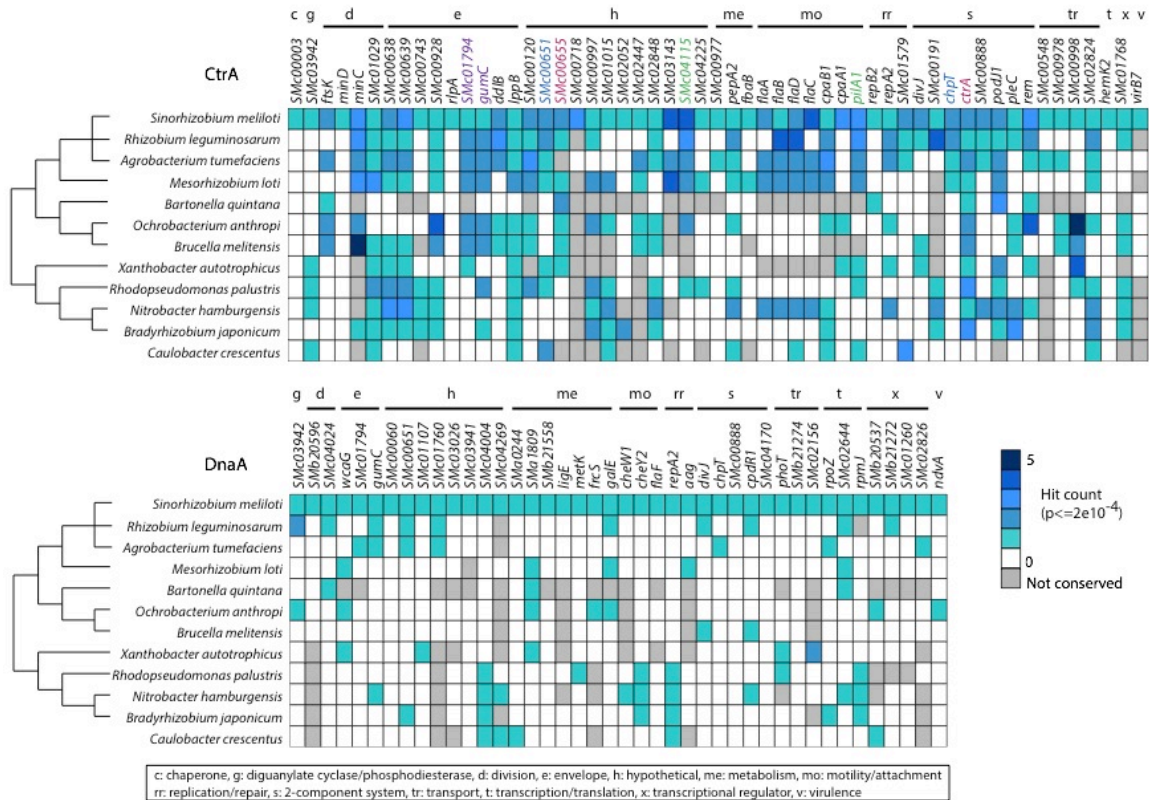 c g d e h me mo rr s tr t x v
CtrA
SMc00003
SMc03942
ftsK
minD
minC
SMc01029
SMc00638
SMc00639
SMc00743
SMc00928
rlpA
SMc01794
gumC
ddlB
lppB
SMc00120
SMc00651
SMc00655
SMc00718
SMc00997
SMc01015
SMc02052
SMc02447
SMc02848
SMc03143
SMc04115
SMc04225
SMc00977
pepA2
fbaB
flaA
flaB
flaD
flaC
cpaB1
cpaA1
pilA1
repB2
repA2
SMc01579
divJ
SMc00191
chpT
ctrA
SMc00888
podJ1
pleC
rem
SMc00548
SMc00978
SMc00998
SMc02824
hemK2
SMc01768
virB7
Sinorhizobium meliloti
Rhizobium leguminosarum
Agrobacterium tumefaciens
Mesorhizobium loti
Bartonella quintana
Ochrobacterium anthropi
Brucella melitensis
Xanthobacter autotrophicus
Rhodopseudomonas palustris
Nitrobacter hamburgensis
Bradyrhizobium japonicum
Caulobacter crescentus
g d e h me mo rr s tr t x v
DnaA
SMc03942
SMb20596
SMc04024
wcaG
SMc01794
gumC
SMc00060
SMc00651
SMc01107
SMc01760
SMc03026
SMc03941
SMc04004
SMc04269
SMa0244
SMa1809
SMb21558
ligE
metK
frcS
galE
cheW1
cheY2
flaF
repA2
aag
divJ
chpT
SMc00888
cpdR1
SMc04170
phoT
SMb21274
SMc02156
rpoZ
SMc02644
rpmJ
SMb20537
SMb21272
SMc01260
SMc02826
ndvA
Sinorhizobium meliloti
Rhizobium leguminosarum
Agrobacterium tumefaciens
Mesorhizobium loti
Bartonella quintana
Ochrobacterium anthropi
Brucella melitensis
Xanthobacter autotrophicus
Rhodopseudomonas palustris
Nitrobacter hamburgensis
Bradyrhizobium japonicum
Caulobacter crescentus
5
Hit count
(p<=2e10-4)
0
Not conserved
c: chaperone, g: diguanylate cyclase/phosphodiesterase, d: division, e: envelope, h: hypothetical, me: metabolism, mo: motility/attachment
rr: replication/repair, s: 2-component system, tr: transport, t: transcription/translation, x: transcriptional regulator, v: virulence